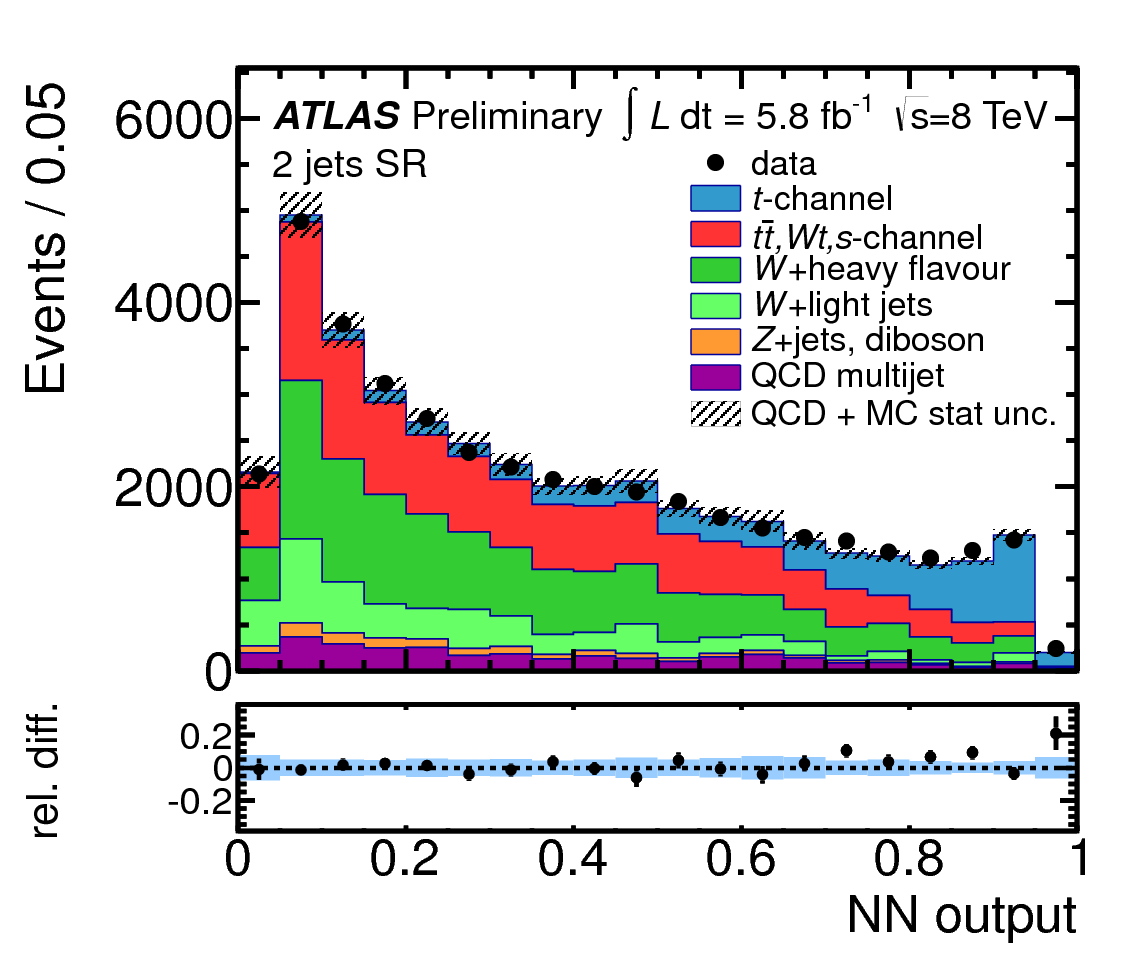 ATLAS Preliminary ∫ L dt = 5.8 fb⁻¹ √s=8 TeV
2 jets SR
data
t-channel
tt̄,Wt,s-channel
W+heavy flavour
W+light jets
Z+jets, diboson
QCD multijet
QCD + MC stat unc.
Events / 0.05
6000
4000
2000
0
rel. diff.
0.2
0
-0.2
0 0.2 0.4 0.6 0.8 1
NN output